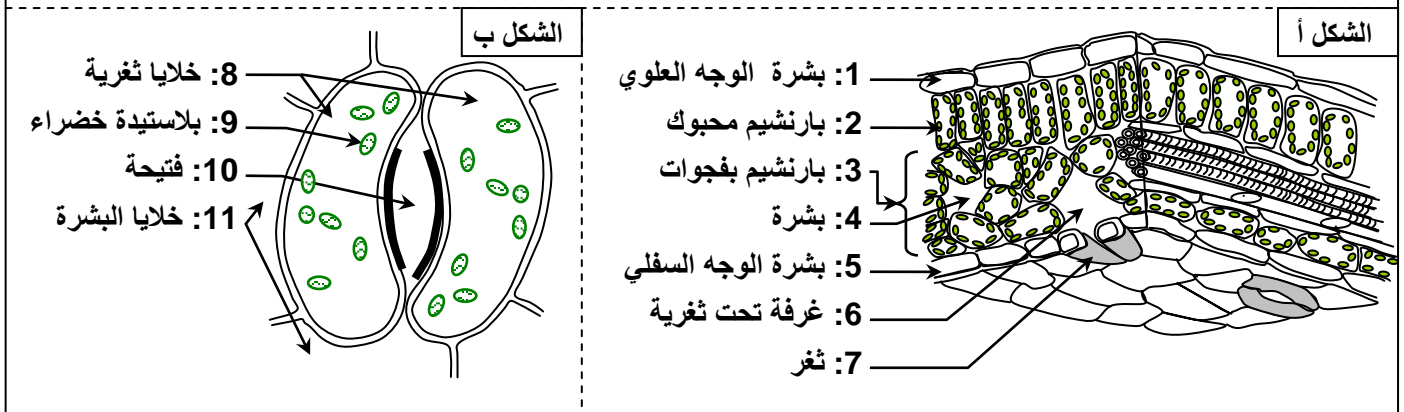 الشكل أ
1: بشرة الوجه العلوي
2: بارنشيم محبوك
3: بارنشيم بفجوات
4: بشرة
5: بشرة الوجه السفلي
6: غرفة تحت ثغرية
7: ثغر
الشكل ب
8: خلايا ثغرية
9: بلاستيدة خضراء
10: فتيحة
11: خلايا البشرة